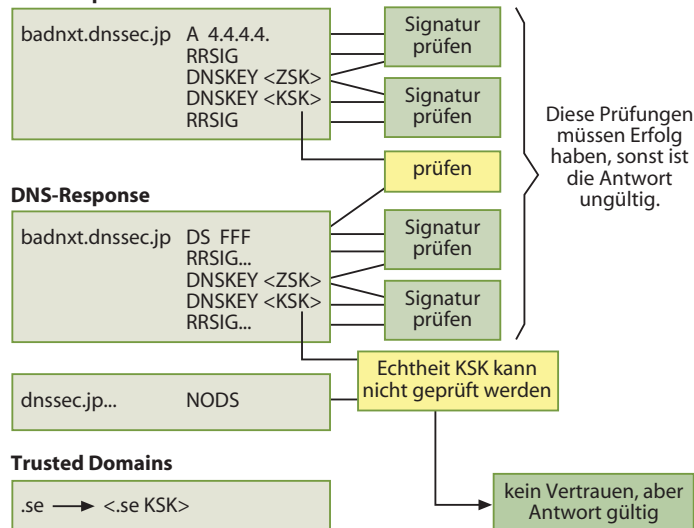 badnxt.dnssec.jp A 4.4.4.4.
RRSIG
DNSKEY <ZSK>
DNSKEY <KSK>
RRSIG
Signatur
prüfen
Signatur
prüfen
prüfen
Diese Prüfungen
müssen Erfolg
haben, sonst ist
die Antwort
ungültig.
DNS-Response
badnxt.dnssec.jp DS FFF
RRSIG...
DNSKEY <ZSK>
DNSKEY <KSK>
RRSIG...
Signatur
prüfen
Signatur
prüfen
Echtheit KSK kann
nicht geprüft werden
dnssec.jp... NODS
Trusted Domains
.se → <.se KSK>
kein Vertrauen, aber
Antwort gültig